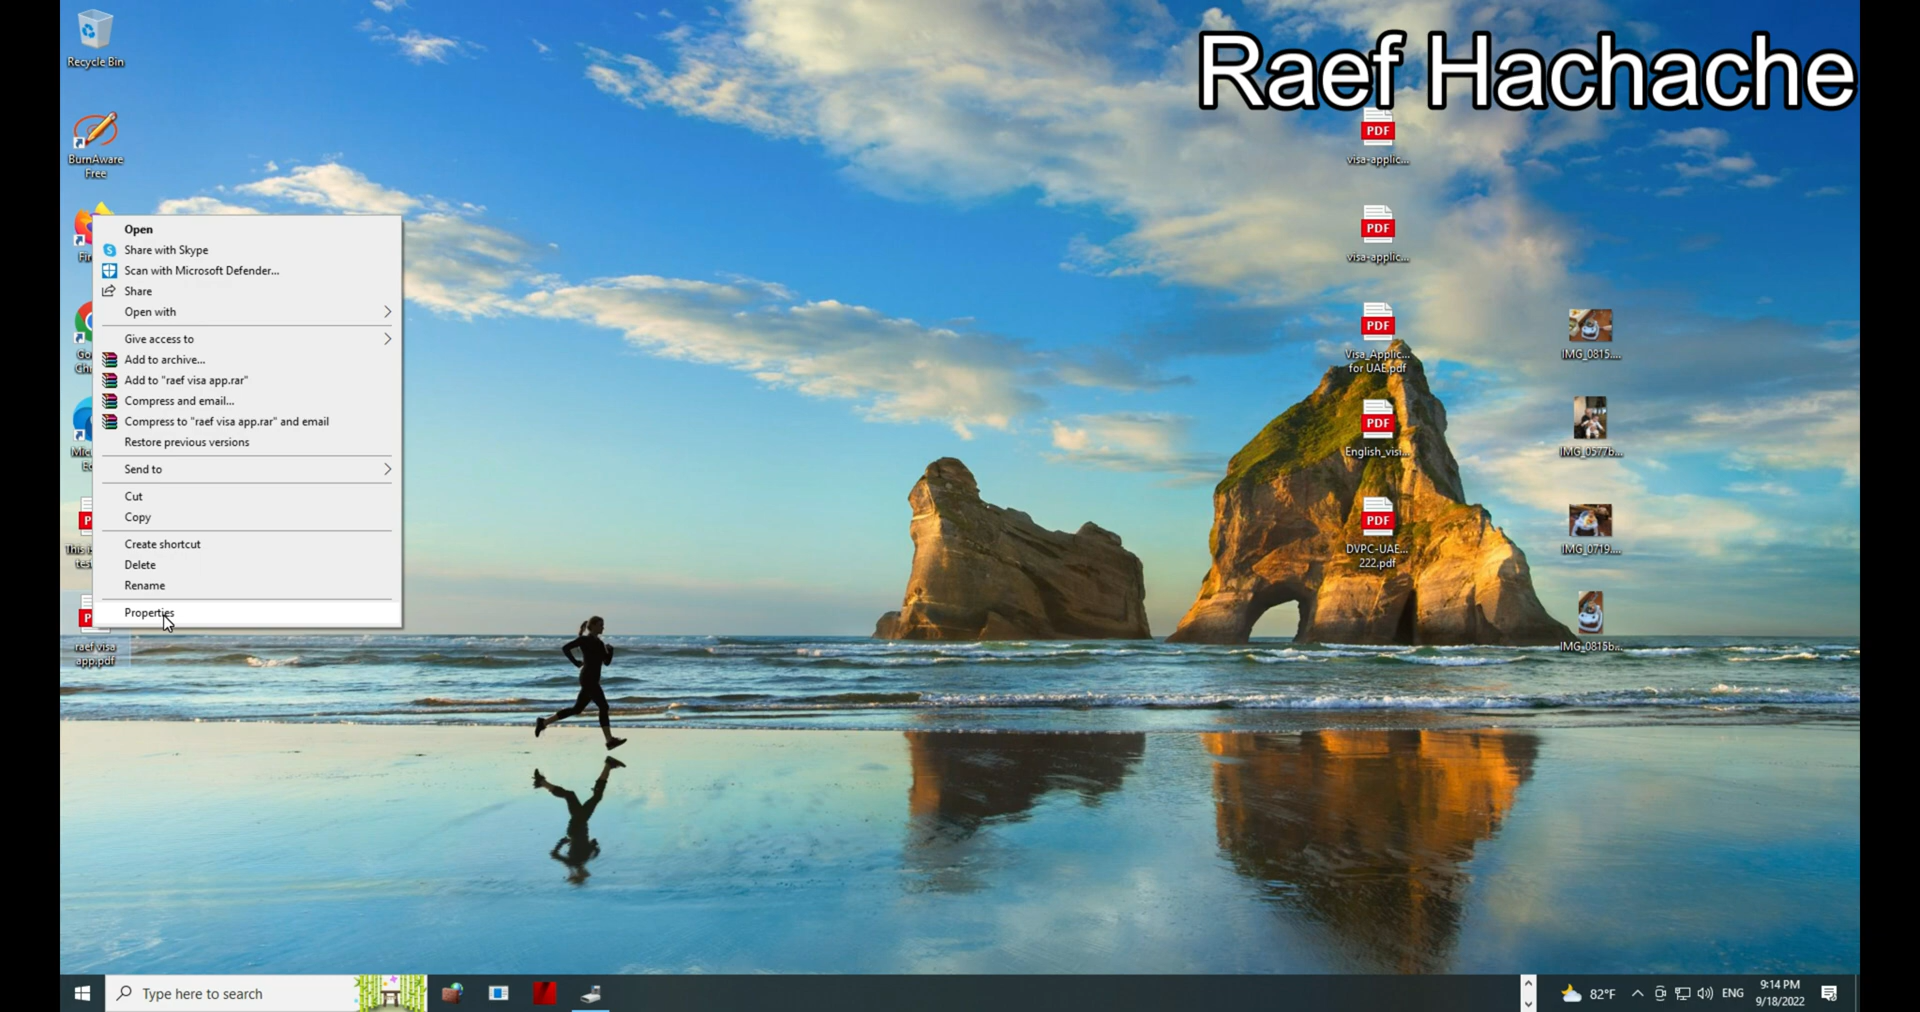 Raef Hachache
Recycle Bin
BurnAware
Free
Open
Share with Skype
Scan with Microsoft Defender...
Share
Open with
Give access to
Add to archive...
Add to "raef visa app.rar"
Compress and email...
Compress to "raef visa app.rar" and email
Restore previous versions
Send to
Cut
Copy
Create shortcut
Delete
Rename
Properties
raef visa
app.pdf
PDF
visa-applic...
PDF
visa-applic...
PDF
Visa_Applic...
for UAE.pdf
PDF
English_visi...
PDF
DVPC-UAE...
222.pdf
IMG_0815....
IMG_0577b...
IMG_0719....
IMG_0815b...
Type here to search
82°F
ENG
9:14 PM
9/18/2022